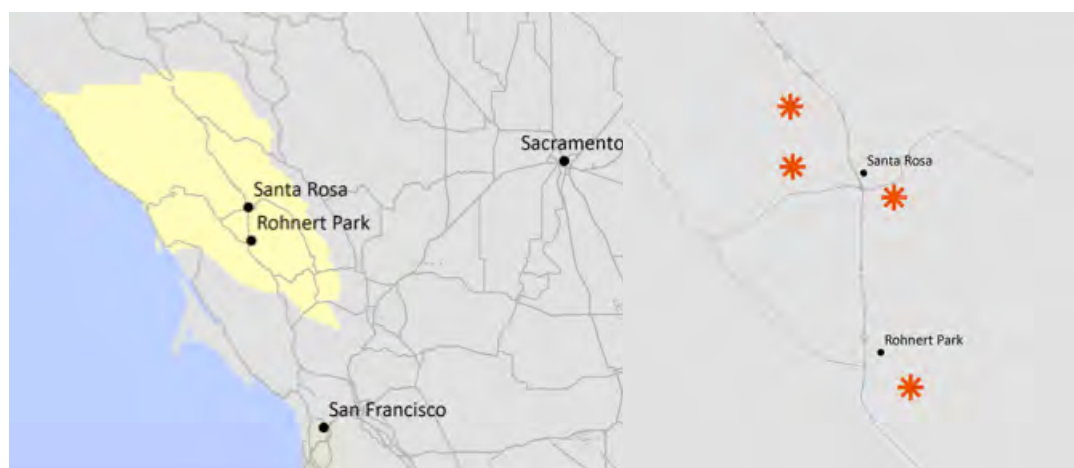 Sacramento
Santa Rosa
Rohnert Park
San Francisco
Santa Rosa
Rohnert Park